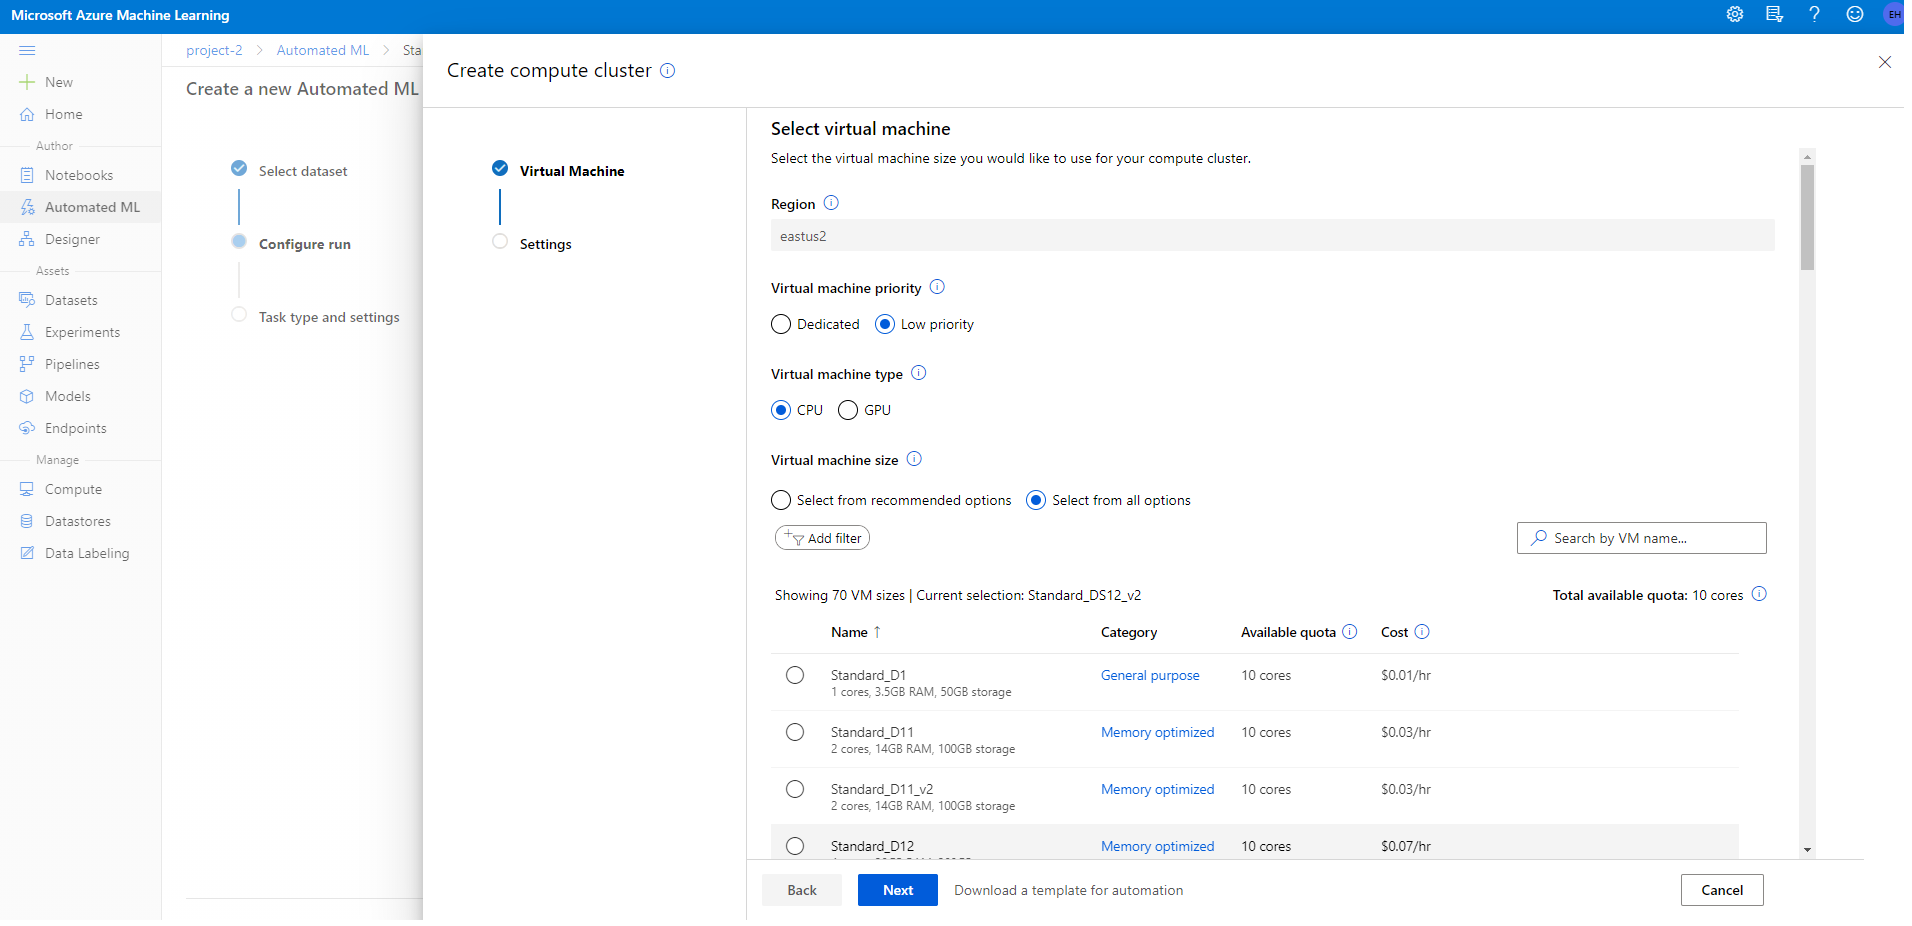 Microsoft Azure Machine Learning
EH
New
Home
Author
Notebooks
Automated ML
Designer
Assets
Datasets
Experiments
Pipelines
Models
Endpoints
Manage
Compute
Datastores
Data Labeling
project-2 > Automated ML > Sta
Create a new Automated ML
Select dataset
Configure run
Task type and settings
Create compute cluster
Virtual Machine
Settings
Select virtual machine
Select the virtual machine size you would like to use for your compute cluster.
Region
eastus2
Virtual machine priority
Dedicated Low priority
Virtual machine type
CPU GPU
Virtual machine size
Select from recommended options Select from all options
Add filter Search by VM name...
Showing 70 VM sizes | Current selection: Standard_DS12_v2 Total available quota: 10 cores
Name ↑ Category Available quota Cost
Standard_D1 General purpose 10 cores $0.01/hr
1 cores, 3.5GB RAM, 50GB storage
Standard_D11 Memory optimized 10 cores $0.03/hr
2 cores, 14GB RAM, 100GB storage
Standard_D11_v2 Memory optimized 10 cores $0.03/hr
2 cores, 14GB RAM, 100GB storage
Standard_D12 Memory optimized 10 cores $0.07/hr
Back Next Download a template for automation Cancel